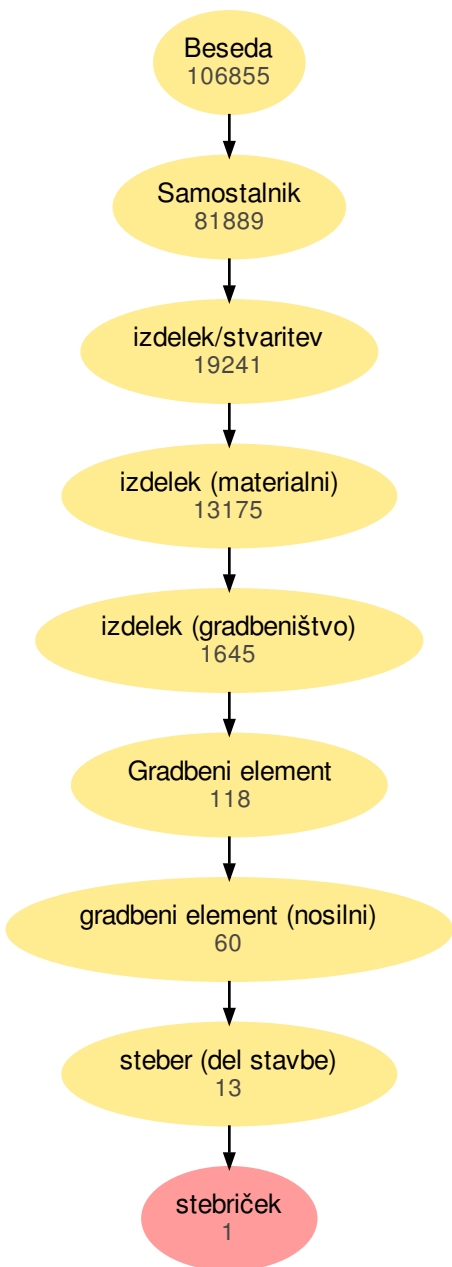 Beseda
106855
Samostalnik
81889
izdelek/stvaritev
19241
izdelek (materialni)
13175
izdelek (gradbeništvo)
1645
Gradbeni element
118
gradbeni element (nosilni)
60
steber (del stavbe)
13
stebriček
1